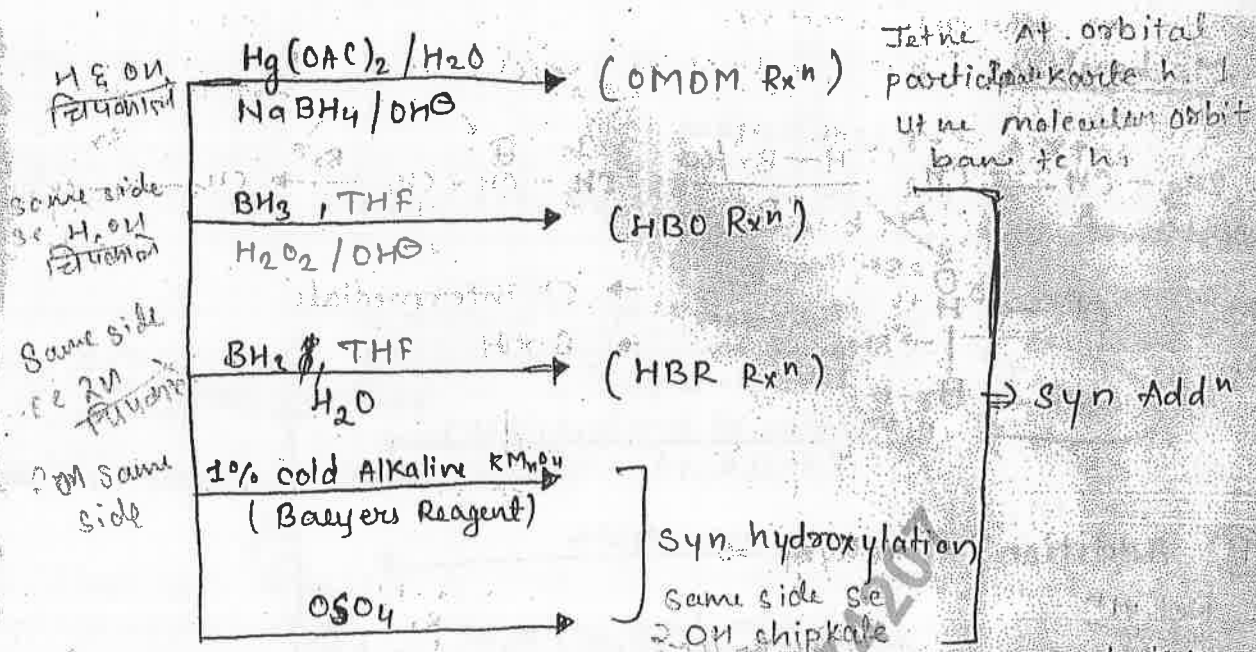 Jetne At. orbital
H & OH
चिपकाने
Hg(OAC)2 / H2O
NaBH4 / OH⊖
(OMDM Rxn)
participate karte h.
Ut ne molecular orbit
ban te h.
same side
se H, OH
चिपकाने
BH3 , THF
H2O2 / OH⊖
(HBO Rxn)
Same side
se 2H
चिपकाने
BH2 , THF
H2O
(HBR Rxn)
⇒ Syn Addn
OH same
side
1% cold Alkaline KMnO4
(Baeyers Reagent)
Syn hydroxylation
OSO4
same side se
2 OH chipkale